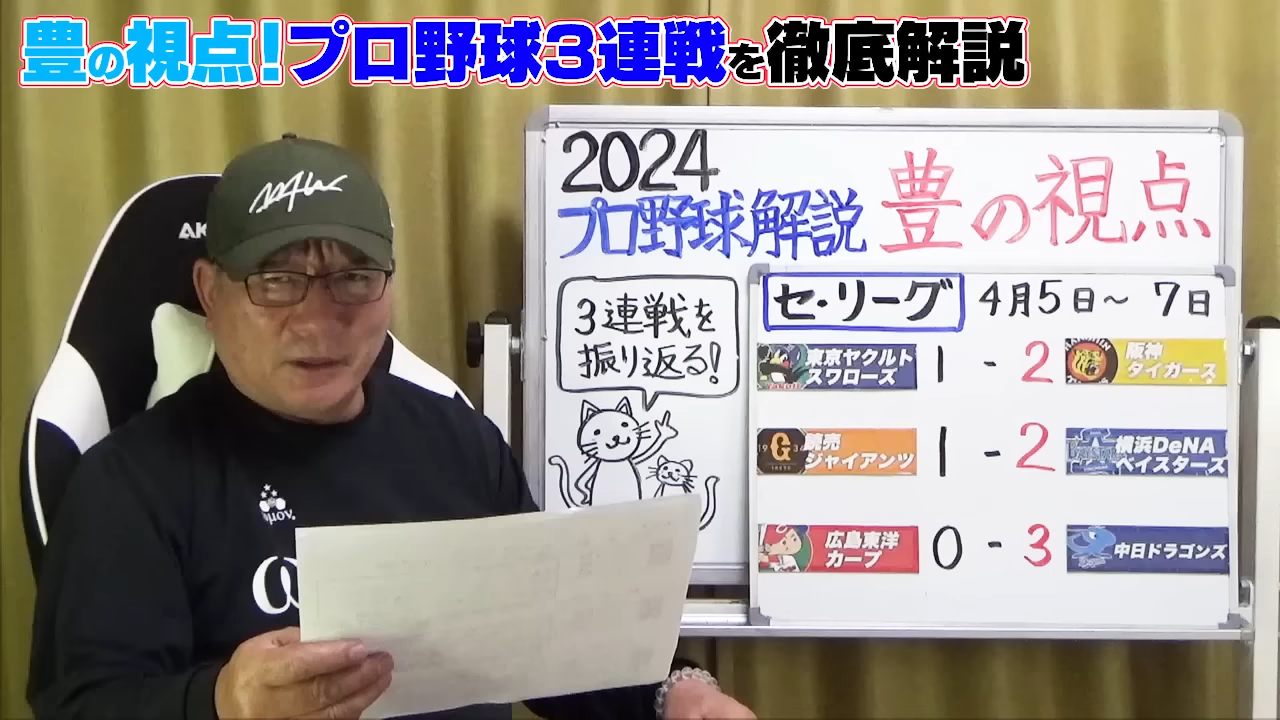 豊の視点!プロ野球3連戦を徹底解説
2024
プロ野球解説
豊の視点
3連戦を
振り返る!
セ・リーグ
4月5日～7日
東京ヤクルト
スワローズ
1 - 2
阪神
タイガース
読売
ジャイアンツ
1 - 2
横浜DeNA
ベイスターズ
広島東洋
カープ
0 - 3
中日ドラゴンズ
AK